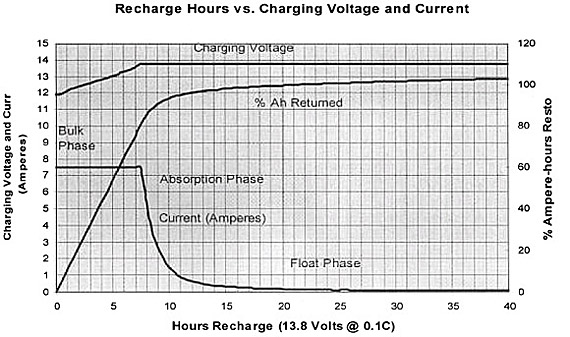 Recharge Hours vs. Charging Voltage and Current
15
14
13
12
11
10
9
8
7
6
5
4
3
2
1
0
Charging Voltage and Curr
(Amperes)
120
100
80
60
40
20
0
% Ampere-hours Resto
Charging Voltage
% Ah Returned
Bulk
Phase
Absorption Phase
Current (Amperes)
Float Phase
0 5 10 15 20 25 30 35 40
Hours Recharge (13.8 Volts @ 0.1C)